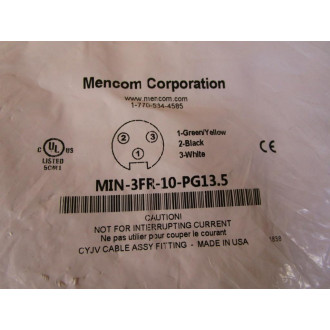 Mencom Corporation
www.mencom.com
1-770-534-4585
2 3
1
1-Green/Yellow
2-Black
3-White
C UL US
LISTED
CE
MIN-3FR-10-PG13.5
CAUTION!
NOT FOR INTERRUPTING CURRENT
Ne pas utiliser pour couper le courant
CYJV CABLE ASSY FITTING - MADE IN USA